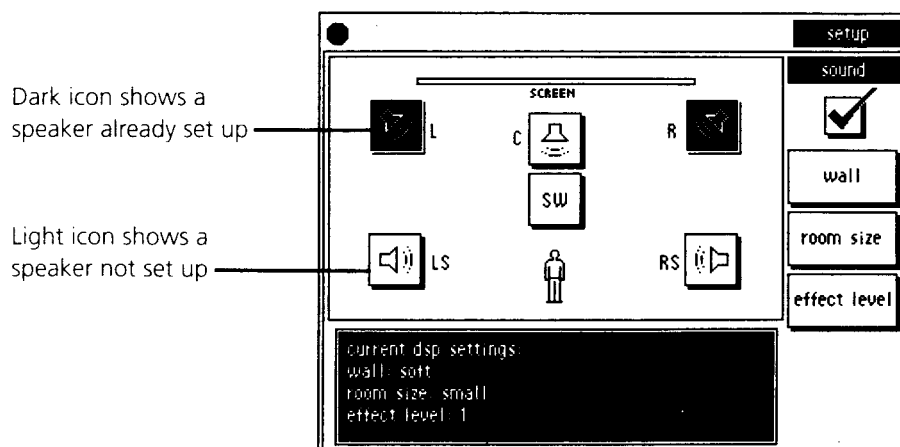 setup
sound
Dark icon shows a
speaker already set up
SCREEN
L
C
R
SW
wall
Light icon shows a
speaker not set up
LS
RS
room size
effect level
current dsp settings:
wall: soft
room size: small
effect level: 1